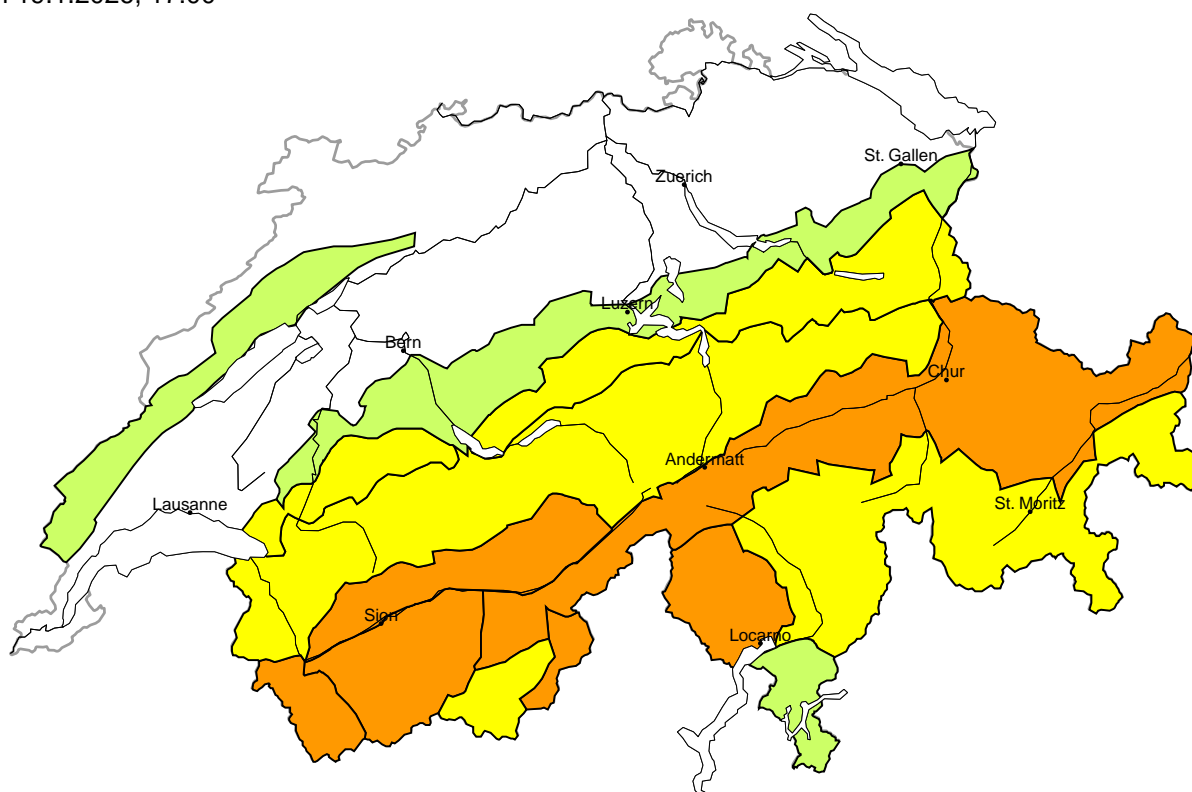 St. Gallen
Zuerich
Luzern
Bern
Chur
Andermatt
Lausanne
St. Moritz
Sion
Locarno